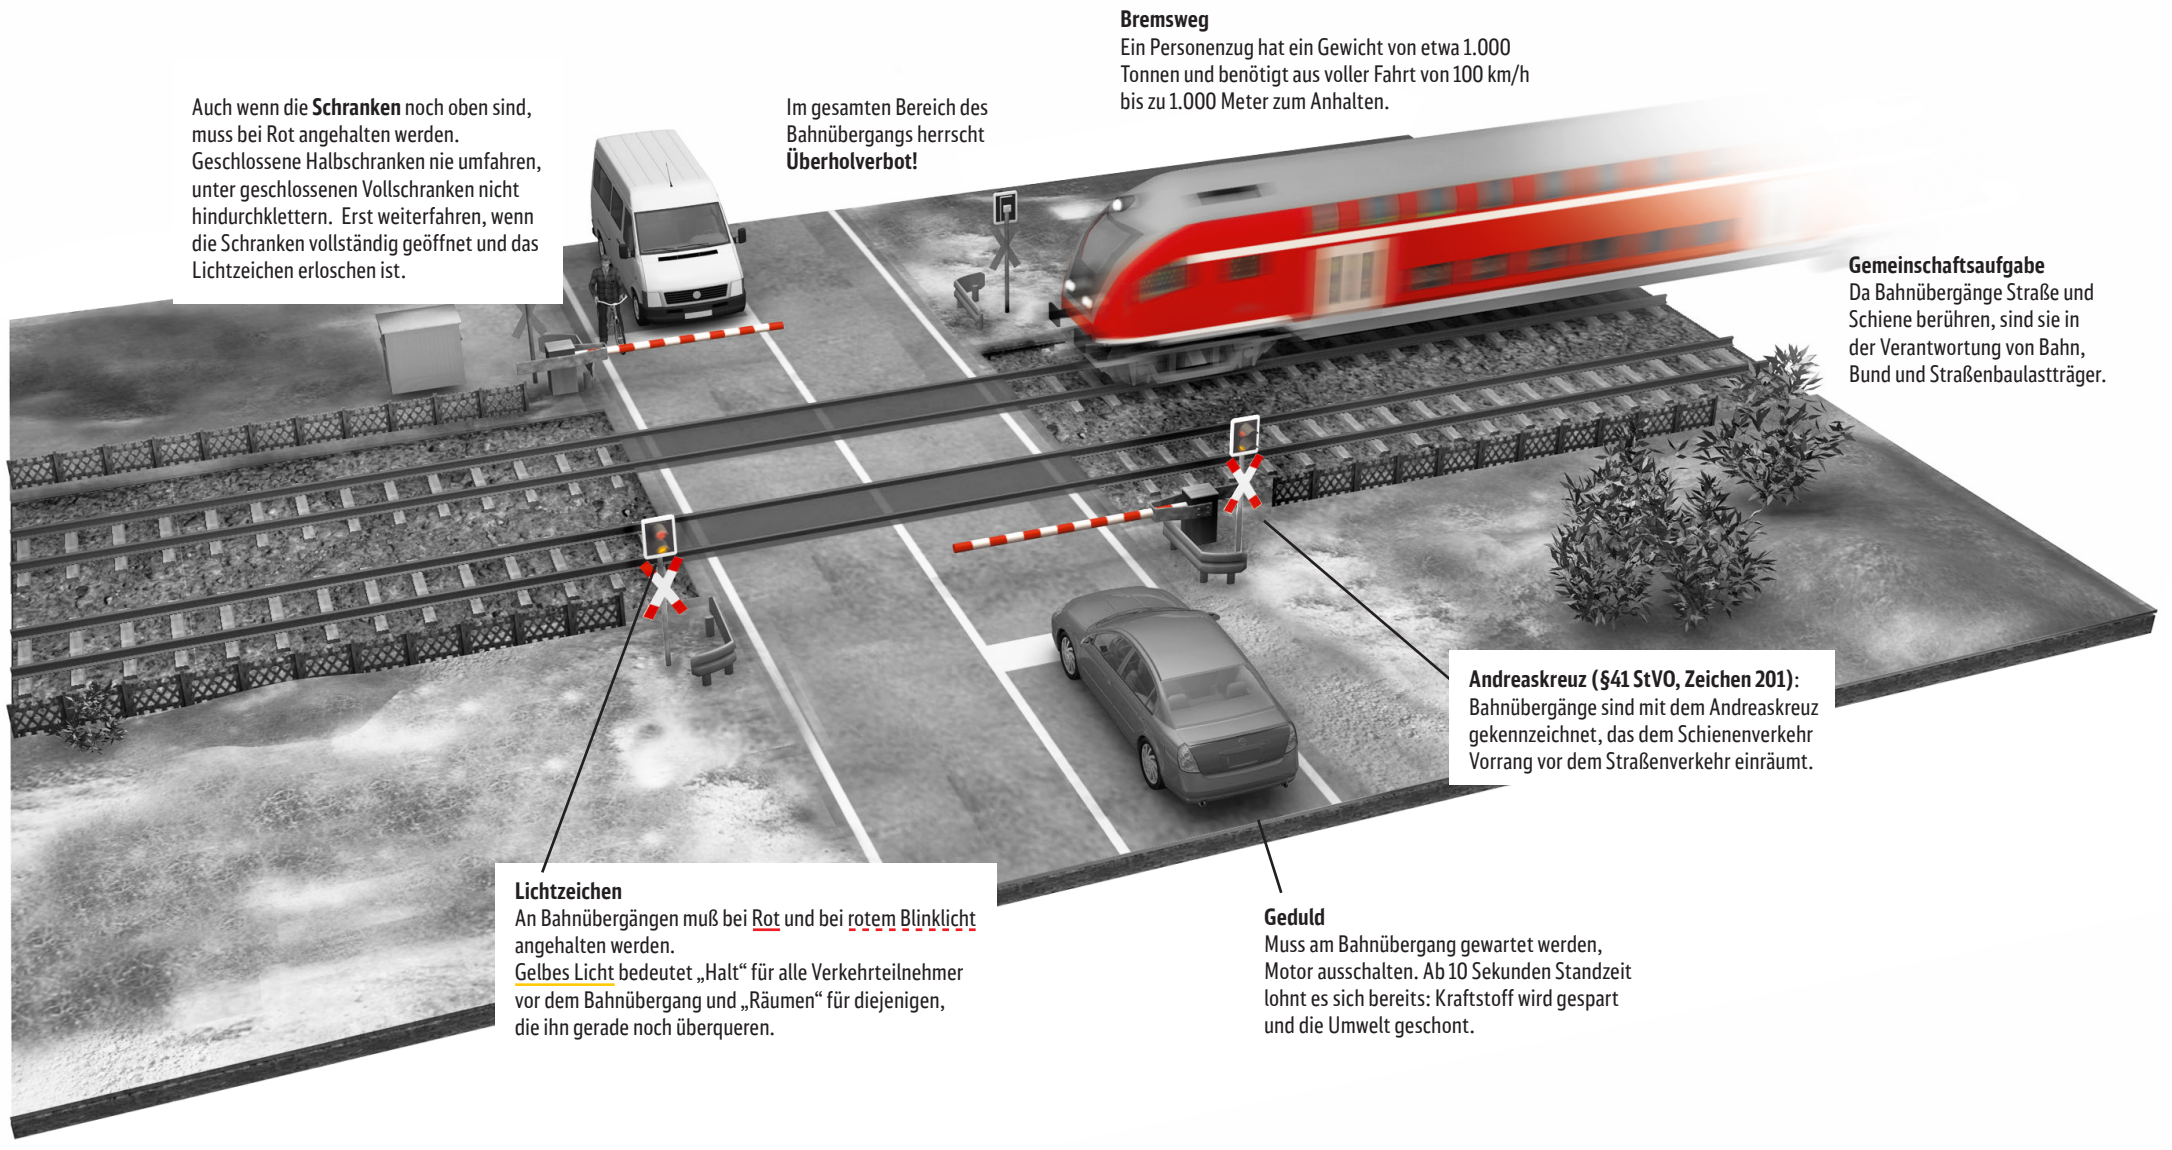 Bremsweg
Ein Personenzug hat ein Gewicht von etwa 1.000
Tonnen und benötigt aus voller Fahrt von 100 km/h
bis zu 1.000 Meter zum Anhalten.
Auch wenn die Schranken noch oben sind,
muss bei Rot angehalten werden.
Geschlossene Halbschranken nie umfahren,
unter geschlossenen Vollschranken nicht
hindurchklettern. Erst weiterfahren, wenn
die Schranken vollständig geöffnet und das
Lichtzeichen erloschen ist.
Im gesamten Bereich des
Bahnübergangs herrscht
Überholverbot!
Gemeinschaftsaufgabe
Da Bahnübergänge Straße und
Schiene berühren, sind sie in
der Verantwortung von Bahn,
Bund und Straßenbaulastträger.
Andreaskreuz (§41 StVO, Zeichen 201):
Bahnübergänge sind mit dem Andreaskreuz
gekennzeichnet, das dem Schienenverkehr
Vorrang vor dem Straßenverkehr einräumt.
Lichtzeichen
An Bahnübergängen muß bei Rot und bei rotem Blinklicht
angehalten werden.
Gelbes Licht bedeutet „Halt“ für alle Verkehrteilnehmer
vor dem Bahnübergang und „Räumen“ für diejenigen,
die ihn gerade noch überqueren.
Geduld
Muss am Bahnübergang gewartet werden,
Motor ausschalten. Ab 10 Sekunden Standzeit
lohnt es sich bereits: Kraftstoff wird gespart
und die Umwelt geschont.